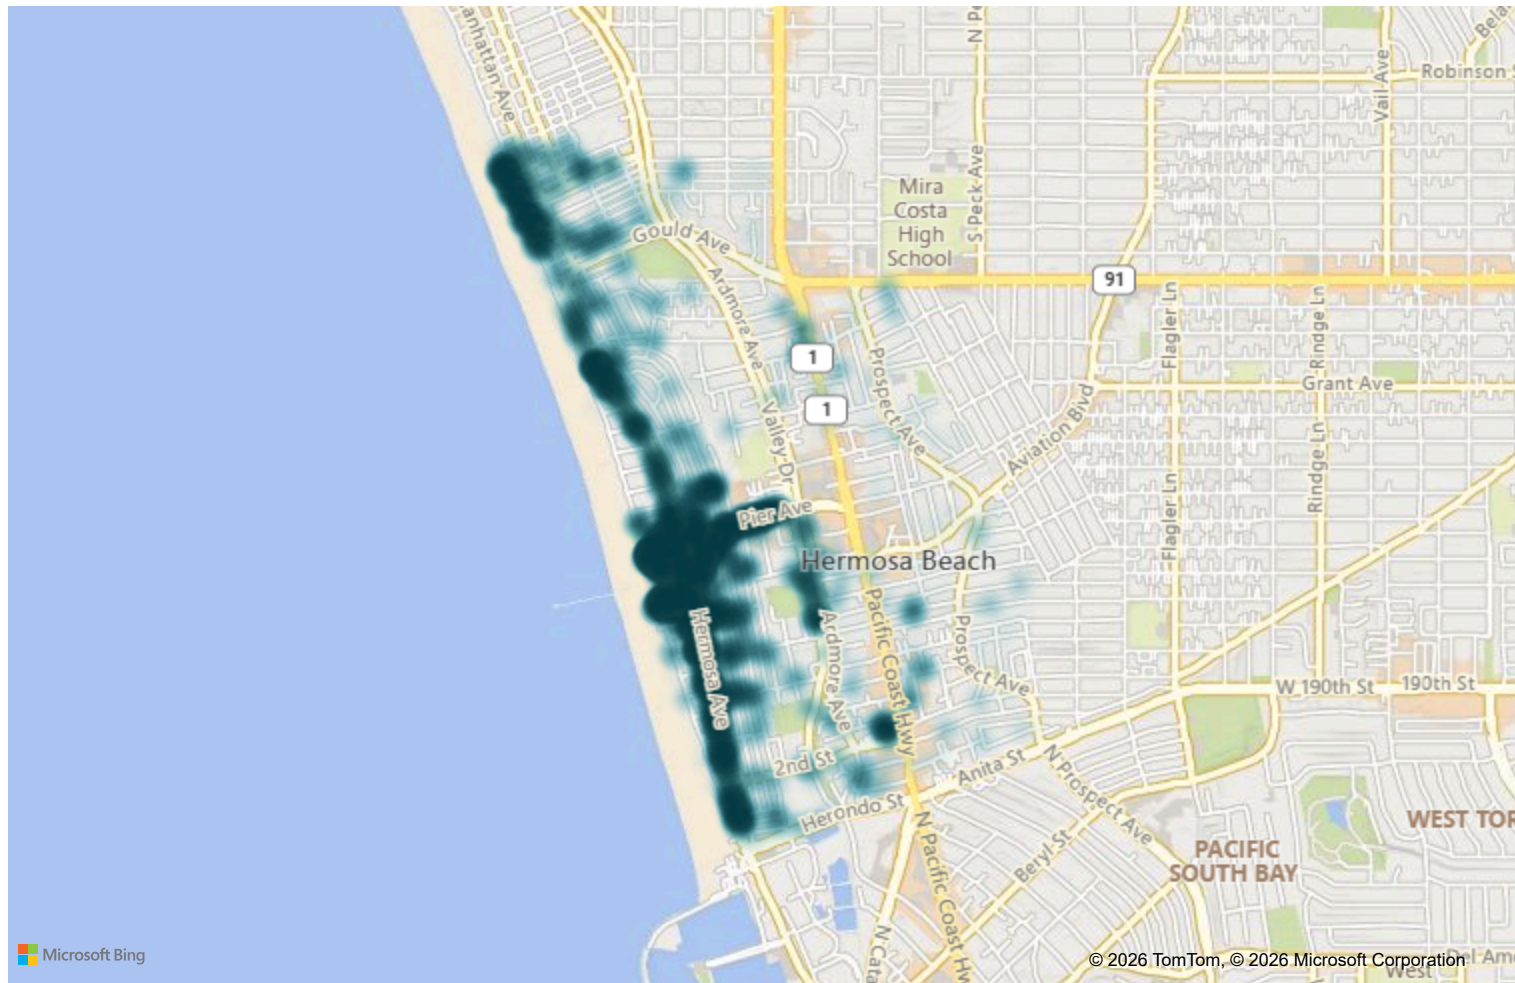 Manhattan Ave
Robinson
Vail Ave
S Peck Ave
Mira
Costa
High
School
Gould Ave
91
Ardmore Ave
Flagler Ln
Rindge Ln
1
Prospect Ave
Grant Ave
1
Valley Dr
Aviation Blvd
Rindge Ln
Flagler Ln
Pier Ave
Hermosa Beach
Hermosa Ave
Ardmore Ave
Pacific Coast Hwy
Prospect Ave
W 190th St
190th St
2nd St
Anita St
Herondo St
N Prospect Ave
N Pacific Coast Hw
Beryl St
WEST TOR
PACIFIC
SOUTH BAY
N Cata
Microsoft Bing
© 2026 TomTom, © 2026 Microsoft Corporation
West